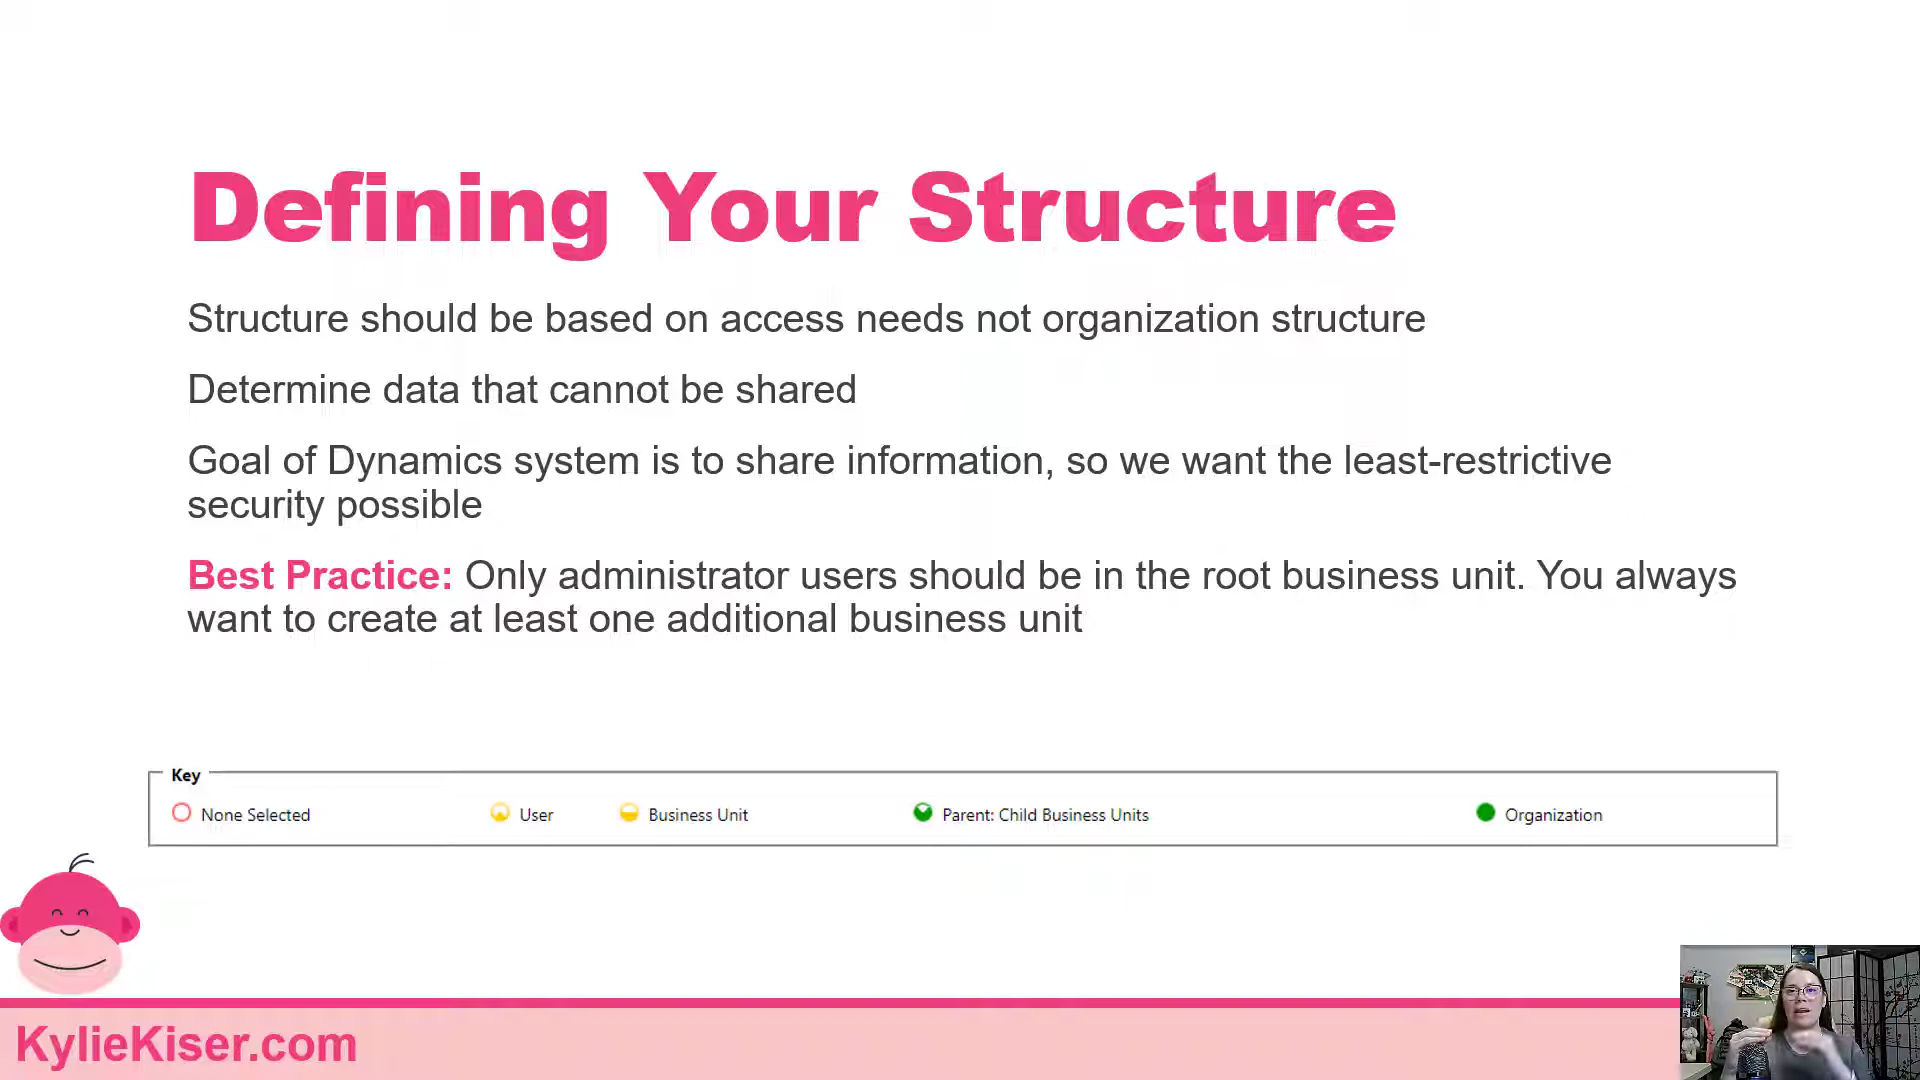 Defining Your Structure
Structure should be based on access needs not organization structure
Determine data that cannot be shared
Goal of Dynamics system is to share information, so we want the least-restrictive
security possible
Best Practice: Only administrator users should be in the root business unit. You always
want to create at least one additional business unit
Key
None Selected User Business Unit Parent: Child Business Units Organization
KylieKiser.com